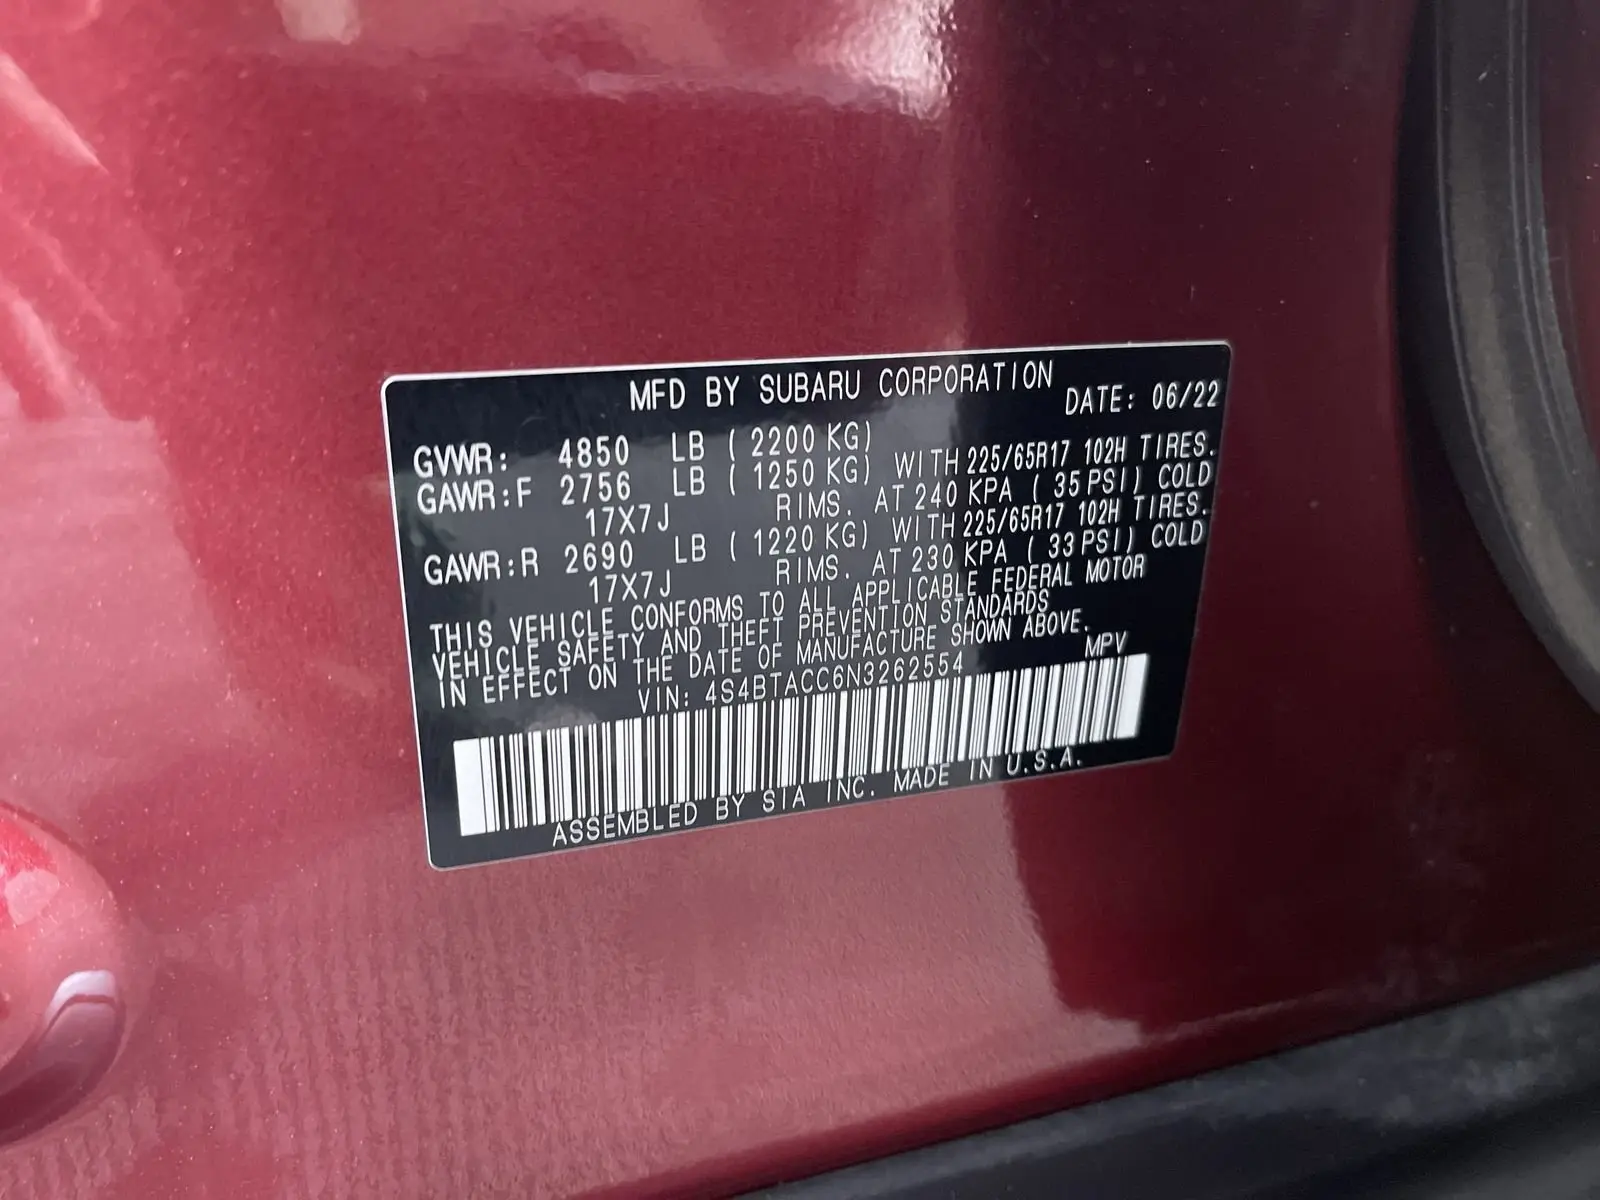 MFD BY SUBARU CORPORATION
DATE: 06/22
GVWR: 4850 LB ( 2200 KG)
GAWR:F 2756 LB ( 1250 KG) WITH 225/65R17 102H TIRES.
17X7J RIMS. AT 240 KPA ( 35 PSI) COLD
GAWR:R 2690 LB ( 1220 KG) WITH 225/65R17 102H TIRES.
17X7J RIMS. AT 230 KPA ( 33 PSI) COLD
THIS VEHICLE CONFORMS TO ALL APPLICABLE FEDERAL MOTOR
VEHICLE SAFETY AND THEFT PREVENTION STANDARDS
IN EFFECT ON THE DATE OF MANUFACTURE SHOWN ABOVE.
VIN: 4S4BTACC6N3262554 MPV
ASSEMBLED BY SIA INC. MADE IN U.S.A.